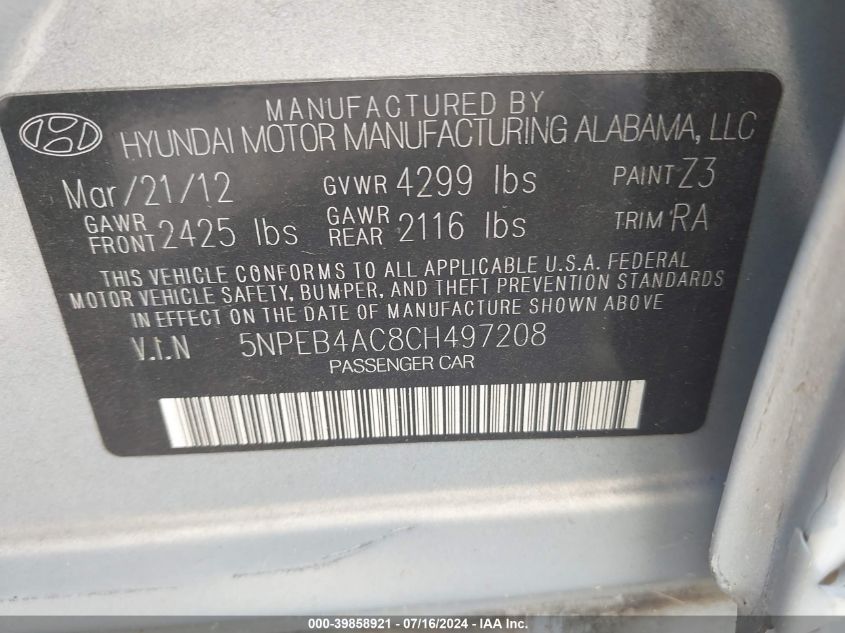 MANUFACTURED BY
HYUNDAI MOTOR MANUFACTURING ALABAMA, LLC
Mar/21/12 GVWR 4299 lbs PAINT Z3
GAWR FRONT 2425 lbs GAWR REAR 2116 lbs TRIM RA
THIS VEHICLE CONFORMS TO ALL APPLICABLE U.S.A. FEDERAL
MOTOR VEHICLE SAFETY, BUMPER, AND THEFT PREVENTION STANDARDS
IN EFFECT ON THE DATE OF MANUFACTURE SHOWN ABOVE.
V.I.N 5NPEB4AC8CH497208
PASSENGER CAR
000-39858921 - 07/16/2024 - IAA Inc.